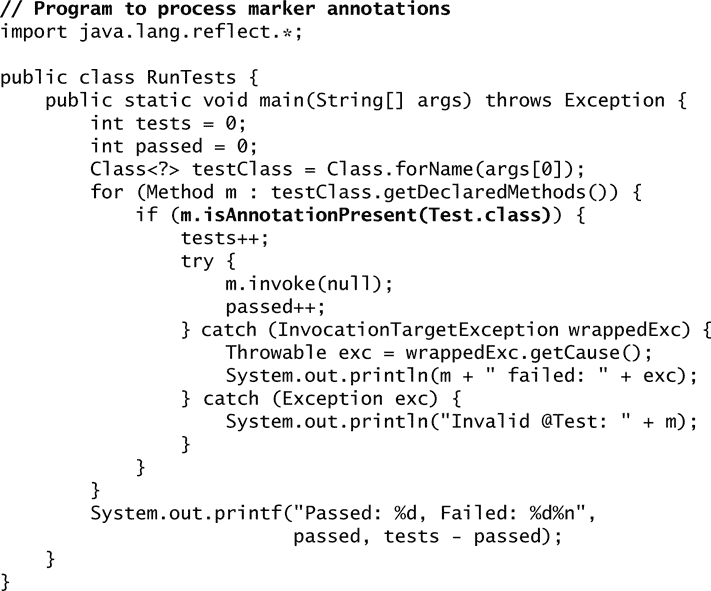 // Program to process marker annotations
import java.lang.reflect.*;

public class RunTests {
    public static void main(String[] args) throws Exception {
        int tests = 0;
        int passed = 0;
        Class<?> testClass = Class.forName(args[0]);
        for (Method m : testClass.getDeclaredMethods()) {
            if (m.isAnnotationPresent(Test.class)) {
                tests++;
                try {
                    m.invoke(null);
                    passed++;
                } catch (InvocationTargetException wrappedExc) {
                    Throwable exc = wrappedExc.getCause();
                    System.out.println(m + " failed: " + exc);
                } catch (Exception exc) {
                    System.out.println("Invalid @Test: " + m);
                }
            }
        }
        System.out.printf("Passed: %d, Failed: %d%n",
                          passed, tests - passed);
    }
}